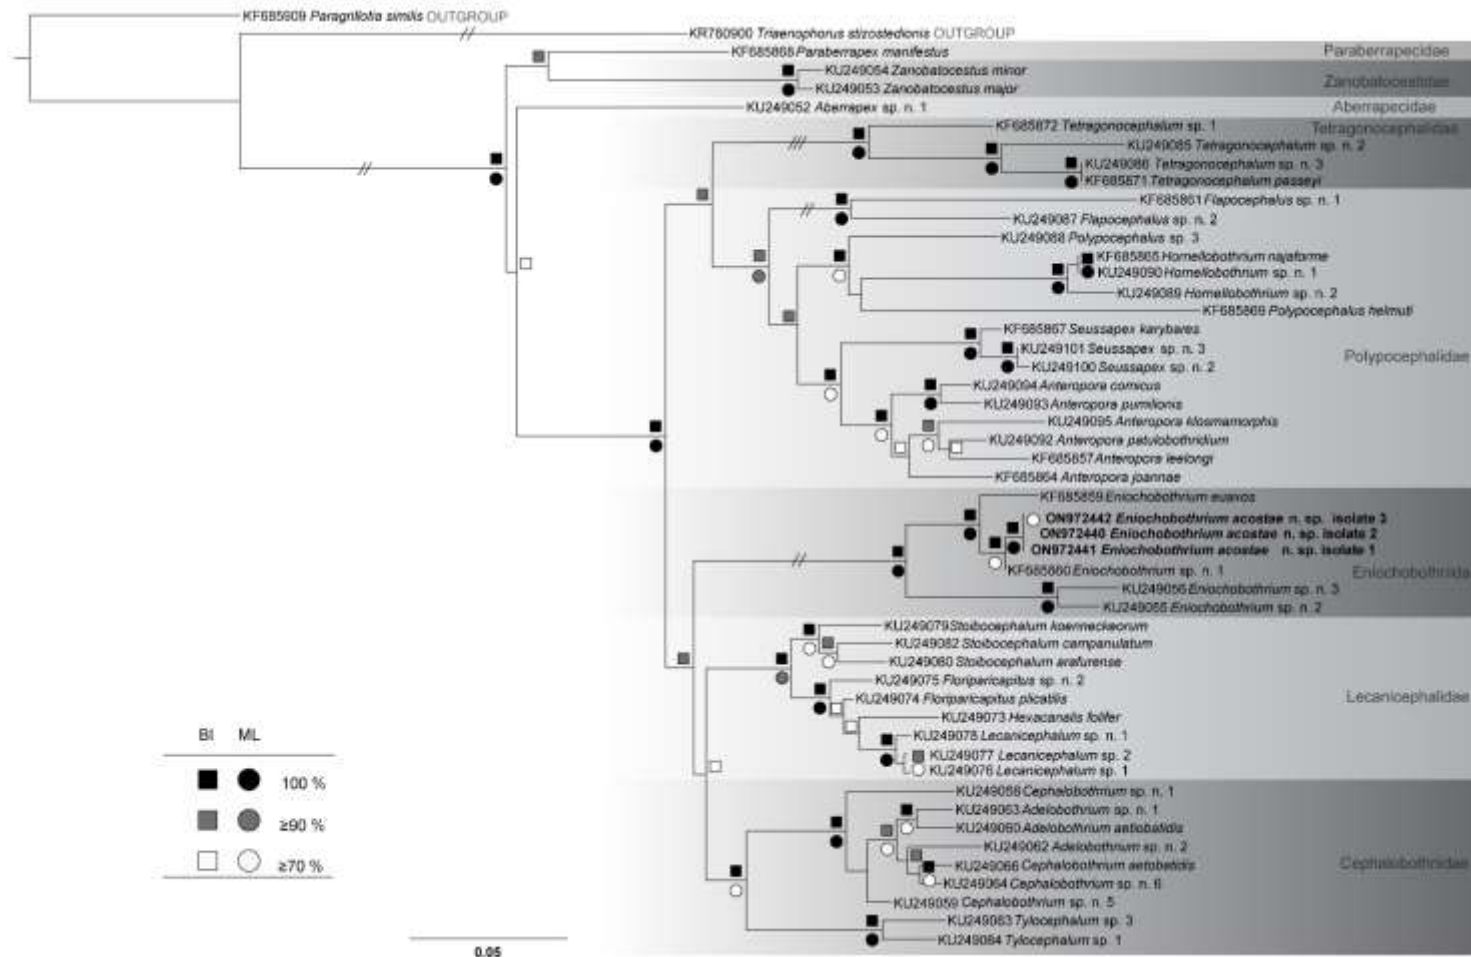 KF685909 Paragrillotia similis OUTGROUP
KR780900 Triaenophorus stizostedionis OUTGROUP
KF685868 Paraberrapex manifestus
Paraberrapecidae
KU249054 Zanobatocestus minor
KU249053 Zanobatocestus major
Zanobatocestidae
KU249052 Aberrapex sp. n. 1
Aberrapecidae
KF685872 Tetragonocephalum sp. 1
Tetragonocephalidae
KU249085 Tetragonocephalum sp. n. 2
KU249086 Tetragonocephalum sp. n. 3
KF685871 Tetragonocephalum passeyi
KF685861 Flapocephalus sp. n. 1
KU249087 Flapocephalus sp. n. 2
KU249088 Polypocephalus sp. 3
KF685865 Hornellobothrium najaforme
KU249090 Hornellobothrium sp. n. 1
KU249089 Hornellobothrium sp. n. 2
KF685869 Polypocephalus helmuti
KF685867 Seussapex karybares
KU249101 Seussapex sp. n. 3
Polypocephalidae
KU249100 Seussapex sp. n. 2
KU249094 Anteropora comicus
KU249093 Anteropora pumilionis
KU249095 Anteropora klosmamorphis
KU249092 Anteropora patulobothridium
KF685857 Anteropora leelongi
KF685864 Anteropora joannae
KF685859 Eniochobothrium euaxos
ON972442 Eniochobothrium acostae n. sp. isolate 3
ON972440 Eniochobothrium acostae n. sp. isolate 2
ON972441 Eniochobothrium acostae n. sp. isolate 1
KF685860 Eniochobothrium sp. n. 1
KU249056 Eniochobothrium sp. n. 3
KU249055 Eniochobothrium sp. n. 2
KU249079 Stoibocephalum koenneckeorum
KU249082 Stoibocephalum campanulatum
KU249080 Stoibocephalum arafurense
KU249075 Floriparicapitus sp. n. 2
KU249074 Floriparicapitus plicatilis
Lecanicephalidae
KU249073 Hexacanalis folifer
KU249078 Lecanicephalum sp. n. 1
KU249077 Lecanicephalum sp. 2
KU249076 Lecanicephalum sp. 1
KU249058 Cephalobothrium sp. n. 1
KU249063 Adelobothrium sp. n. 1
KU249060 Adelobothrium aetiobatidis
KU249062 Adelobothrium sp. n. 2
KU249066 Cephalobothrium aetobatidis
Cephalobothriidae
KU249064 Cephalobothrium sp. n. 6
KU249059 Cephalobothrium sp. n. 5
KU249083 Tylocephalum sp. 3
KU249084 Tylocephalum sp. 1
BI ML
100 %
≥90 %
≥70 %
0.05